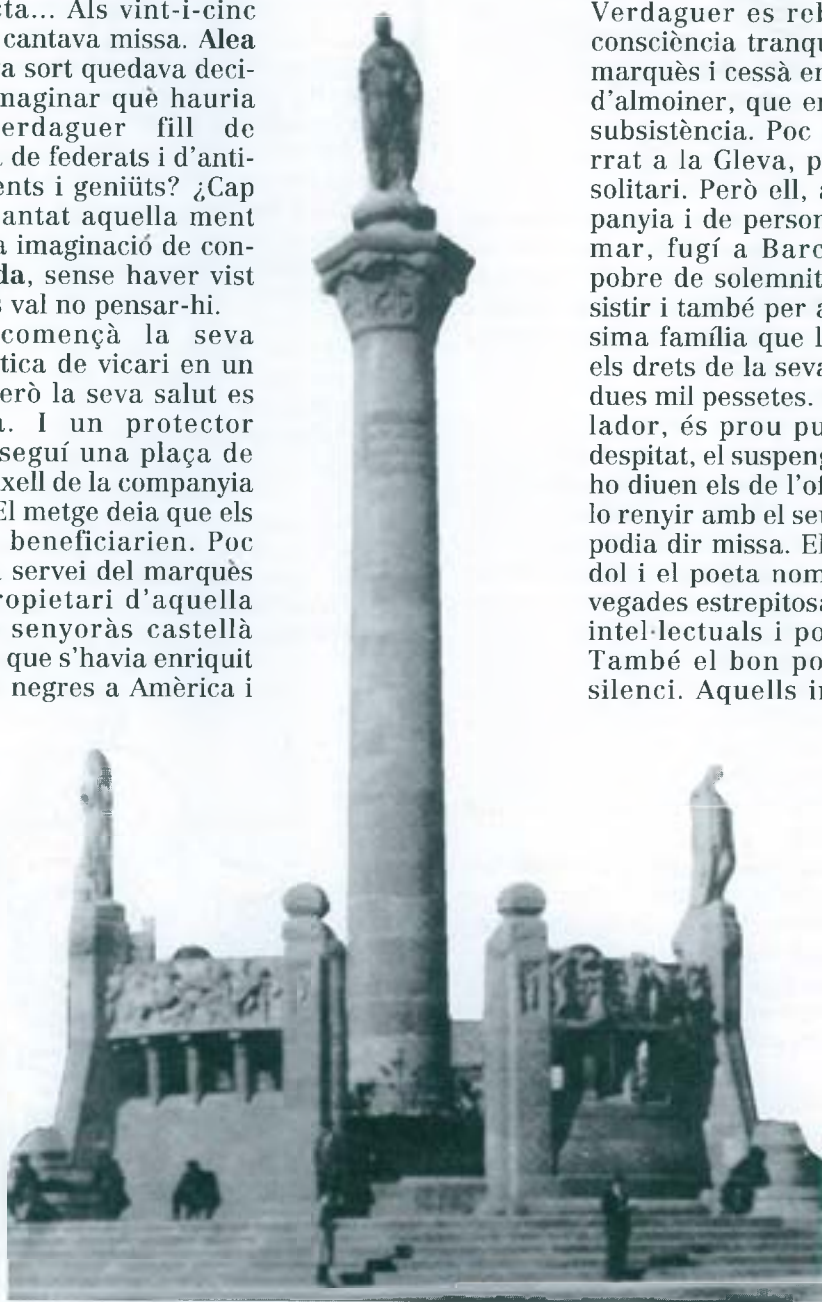 cta... Als vint-i-cinc
cantava missa. Alea
a sort quedava deci-
maginar què hauria
erdaguer fill de
de federats i d'anti-
ents i geniüts? ¿Cap
antat aquella ment
a imaginació de con-
da, sense haver vist
s val no pensar-hi.
començà la seva
tica de vicari en un
erò la seva salut es
a. I un protector
seguí una plaça de
xell de la companyia
El metge deia que els
beneficiarien. Poc
servei del marquès
ropietari d'aquella
senyoràs castellà
que s'havia enriquit
negres a Amèrica i
Verdaguer es reb
consciència tranqu
marquès i cessà en
d'almoiner, que en
subsistència. Poc
rrat a la Gleva, p
solitari. Però ell, a
panyia i de person
mar, fugí a Barc
pobre de solemnit
sistir i també per a
sima família que l
els drets de la seva
dues mil pessetes.
lador, és prou pu
despitat, el suspeng
ho diuen els de l'of
lo renyir amb el seu
podia dir missa. El
dol i el poeta nom
vegades estrepitosa
intel·lectuals i po
També el bon po
silenci. Aquells in